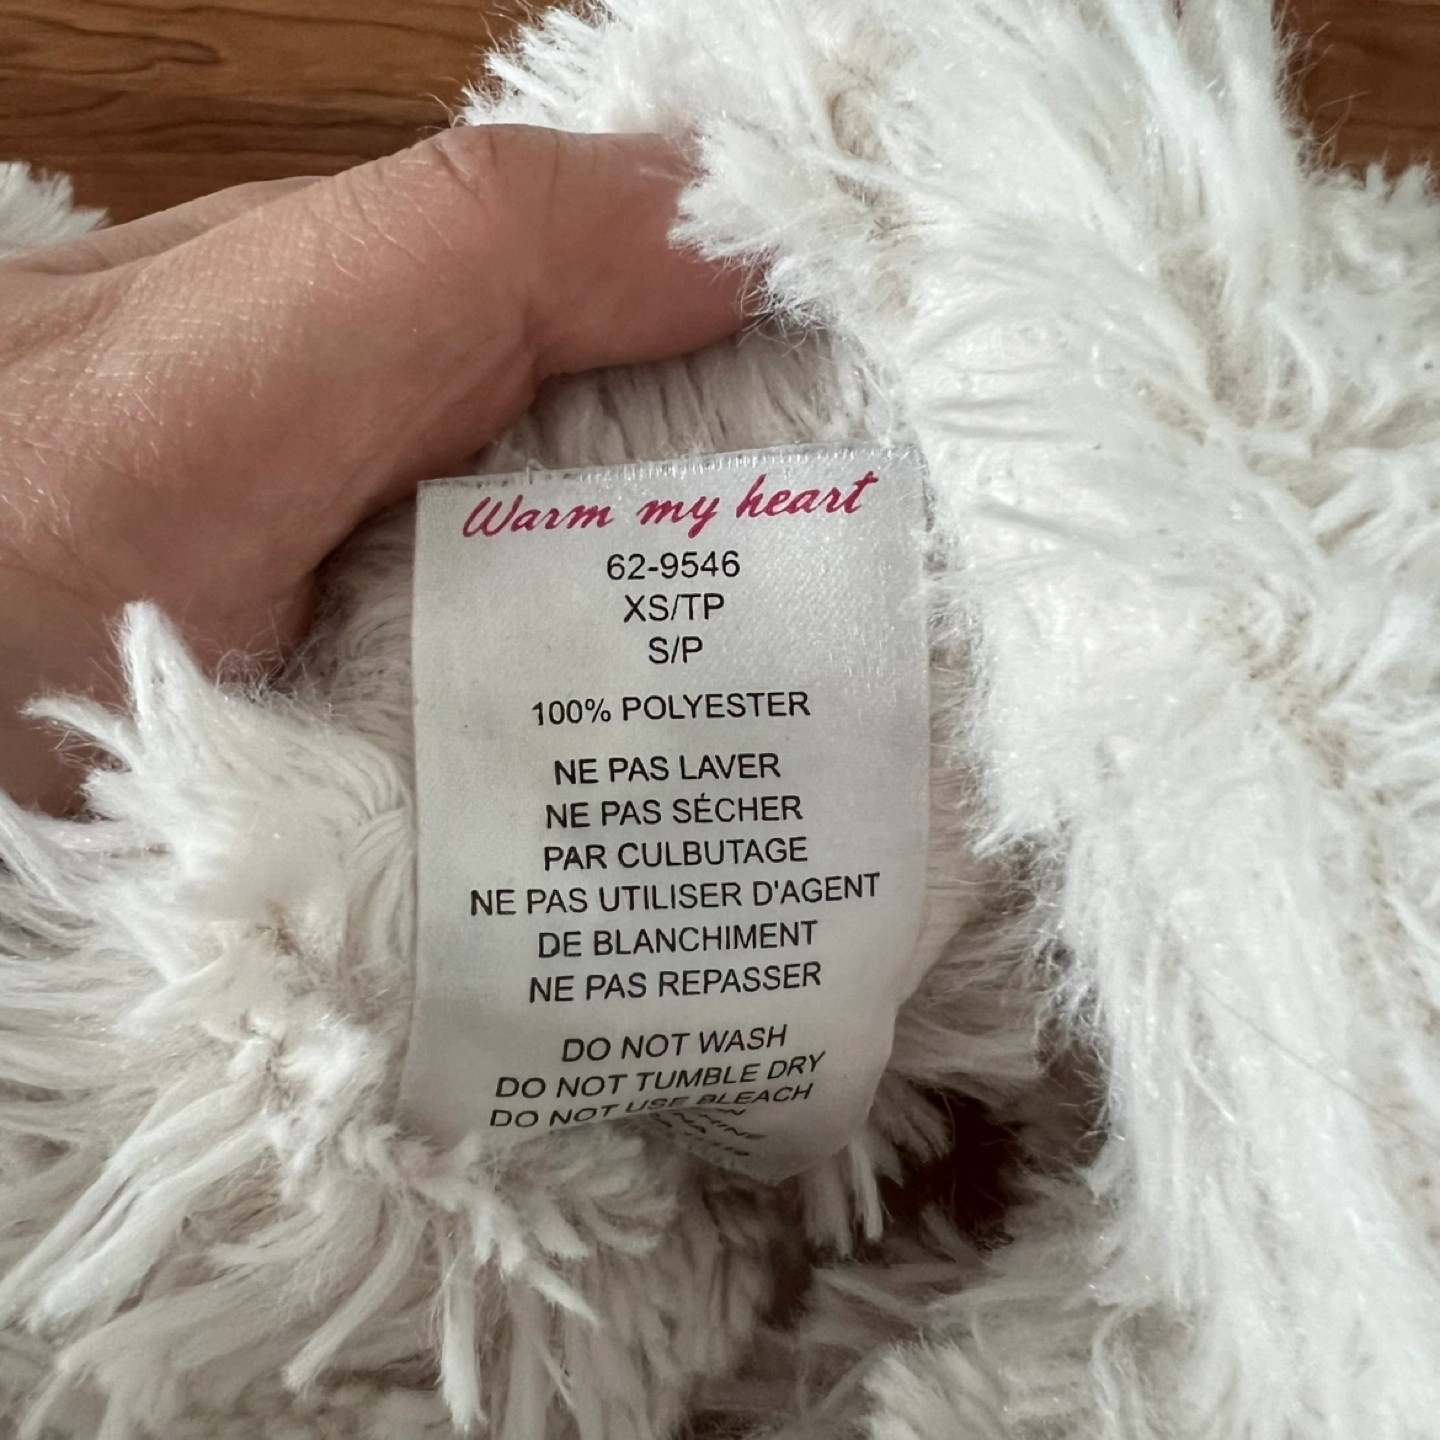 Warm my heart
62-9546
XS/TP
S/P
100% POLYESTER
NE PAS LAVER
NE PAS SÉCHER
PAR CULBUTAGE
NE PAS UTILISER D'AGENT
DE BLANCHIMENT
NE PAS REPASSER
DO NOT WASH
DO NOT TUMBLE DRY
DO NOT USE BLEACH